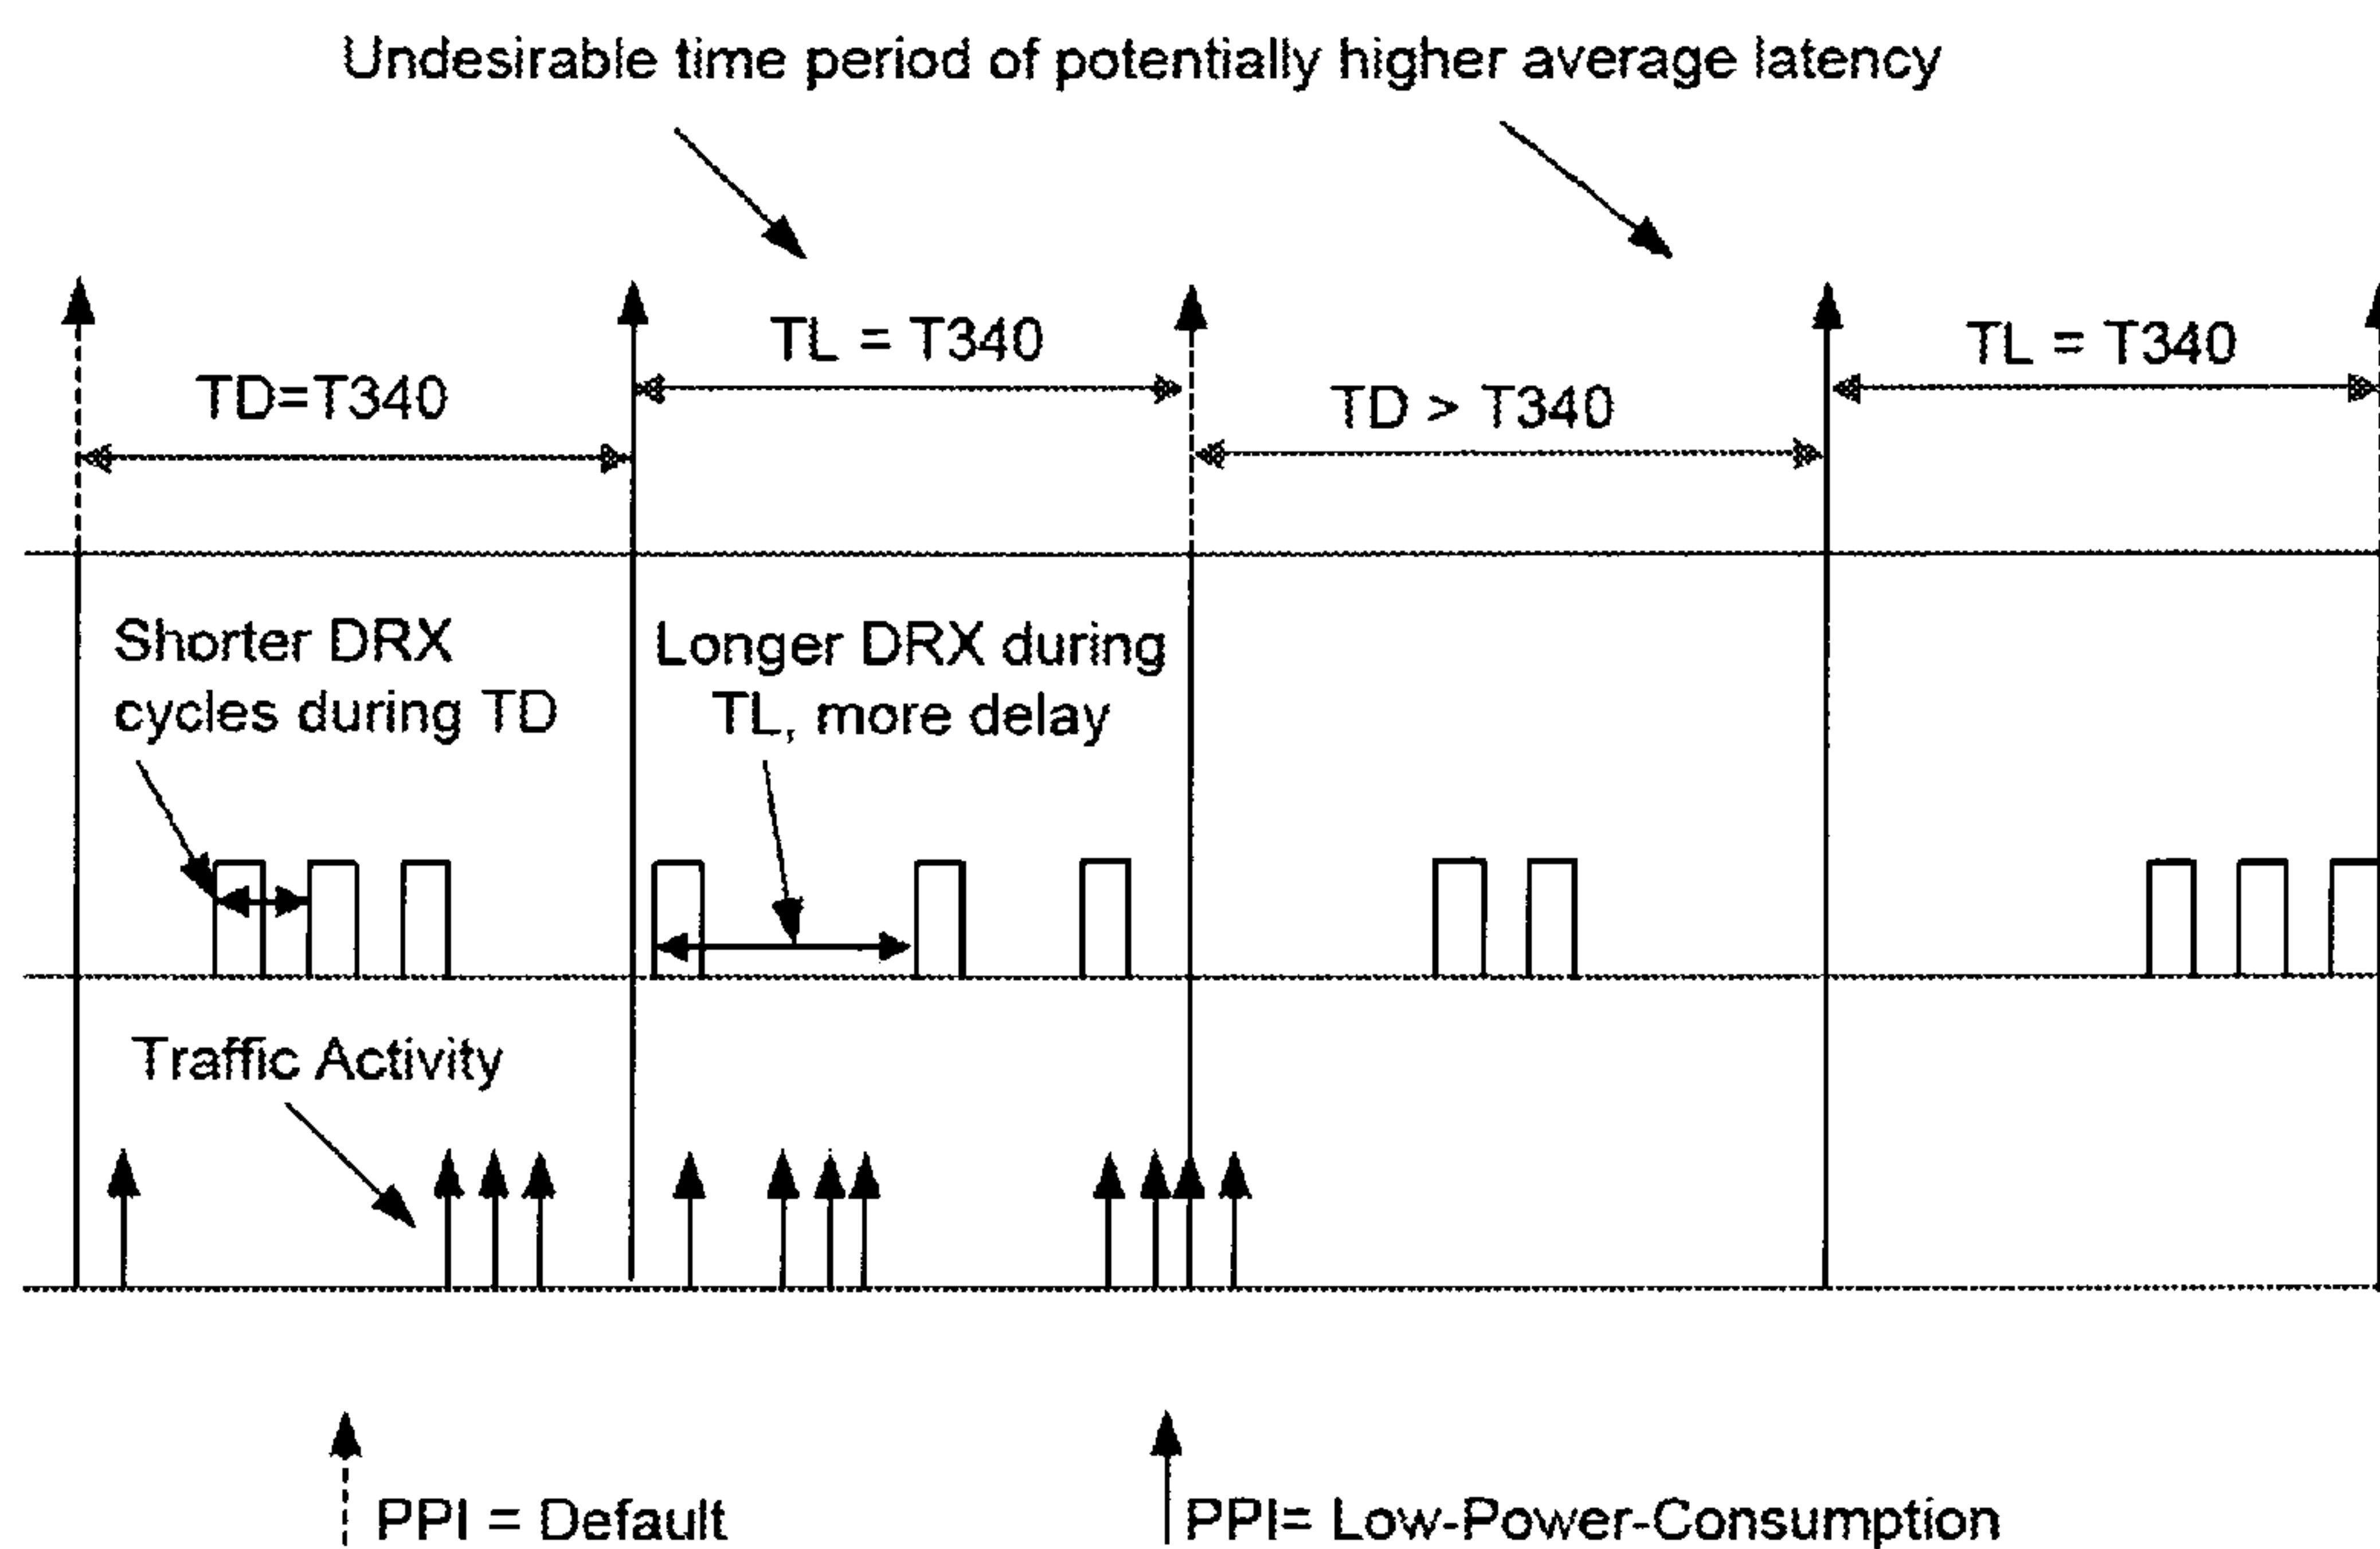 Undesirable time period of potentially higher average latency
TL = T340
TL = T340
TD=T340
TD > T340
Shorter DRX
cycles during TD
Longer DRX during
TL, more delay
Traffic Activity
PPI = Default
PPI= Low-Power-Consumption